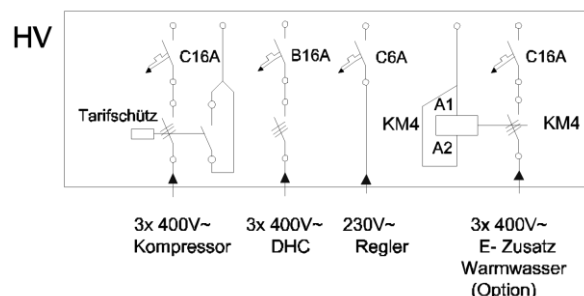 HV
C16A
B16A
C6A
C16A
Tarifschütz
KM4
A1
A2
KM4
3x 400V~
Kompressor
3x 400V~
DHC
230V~
Regler
3x 400V~
E- Zusatz
Warmwasser
(Option)